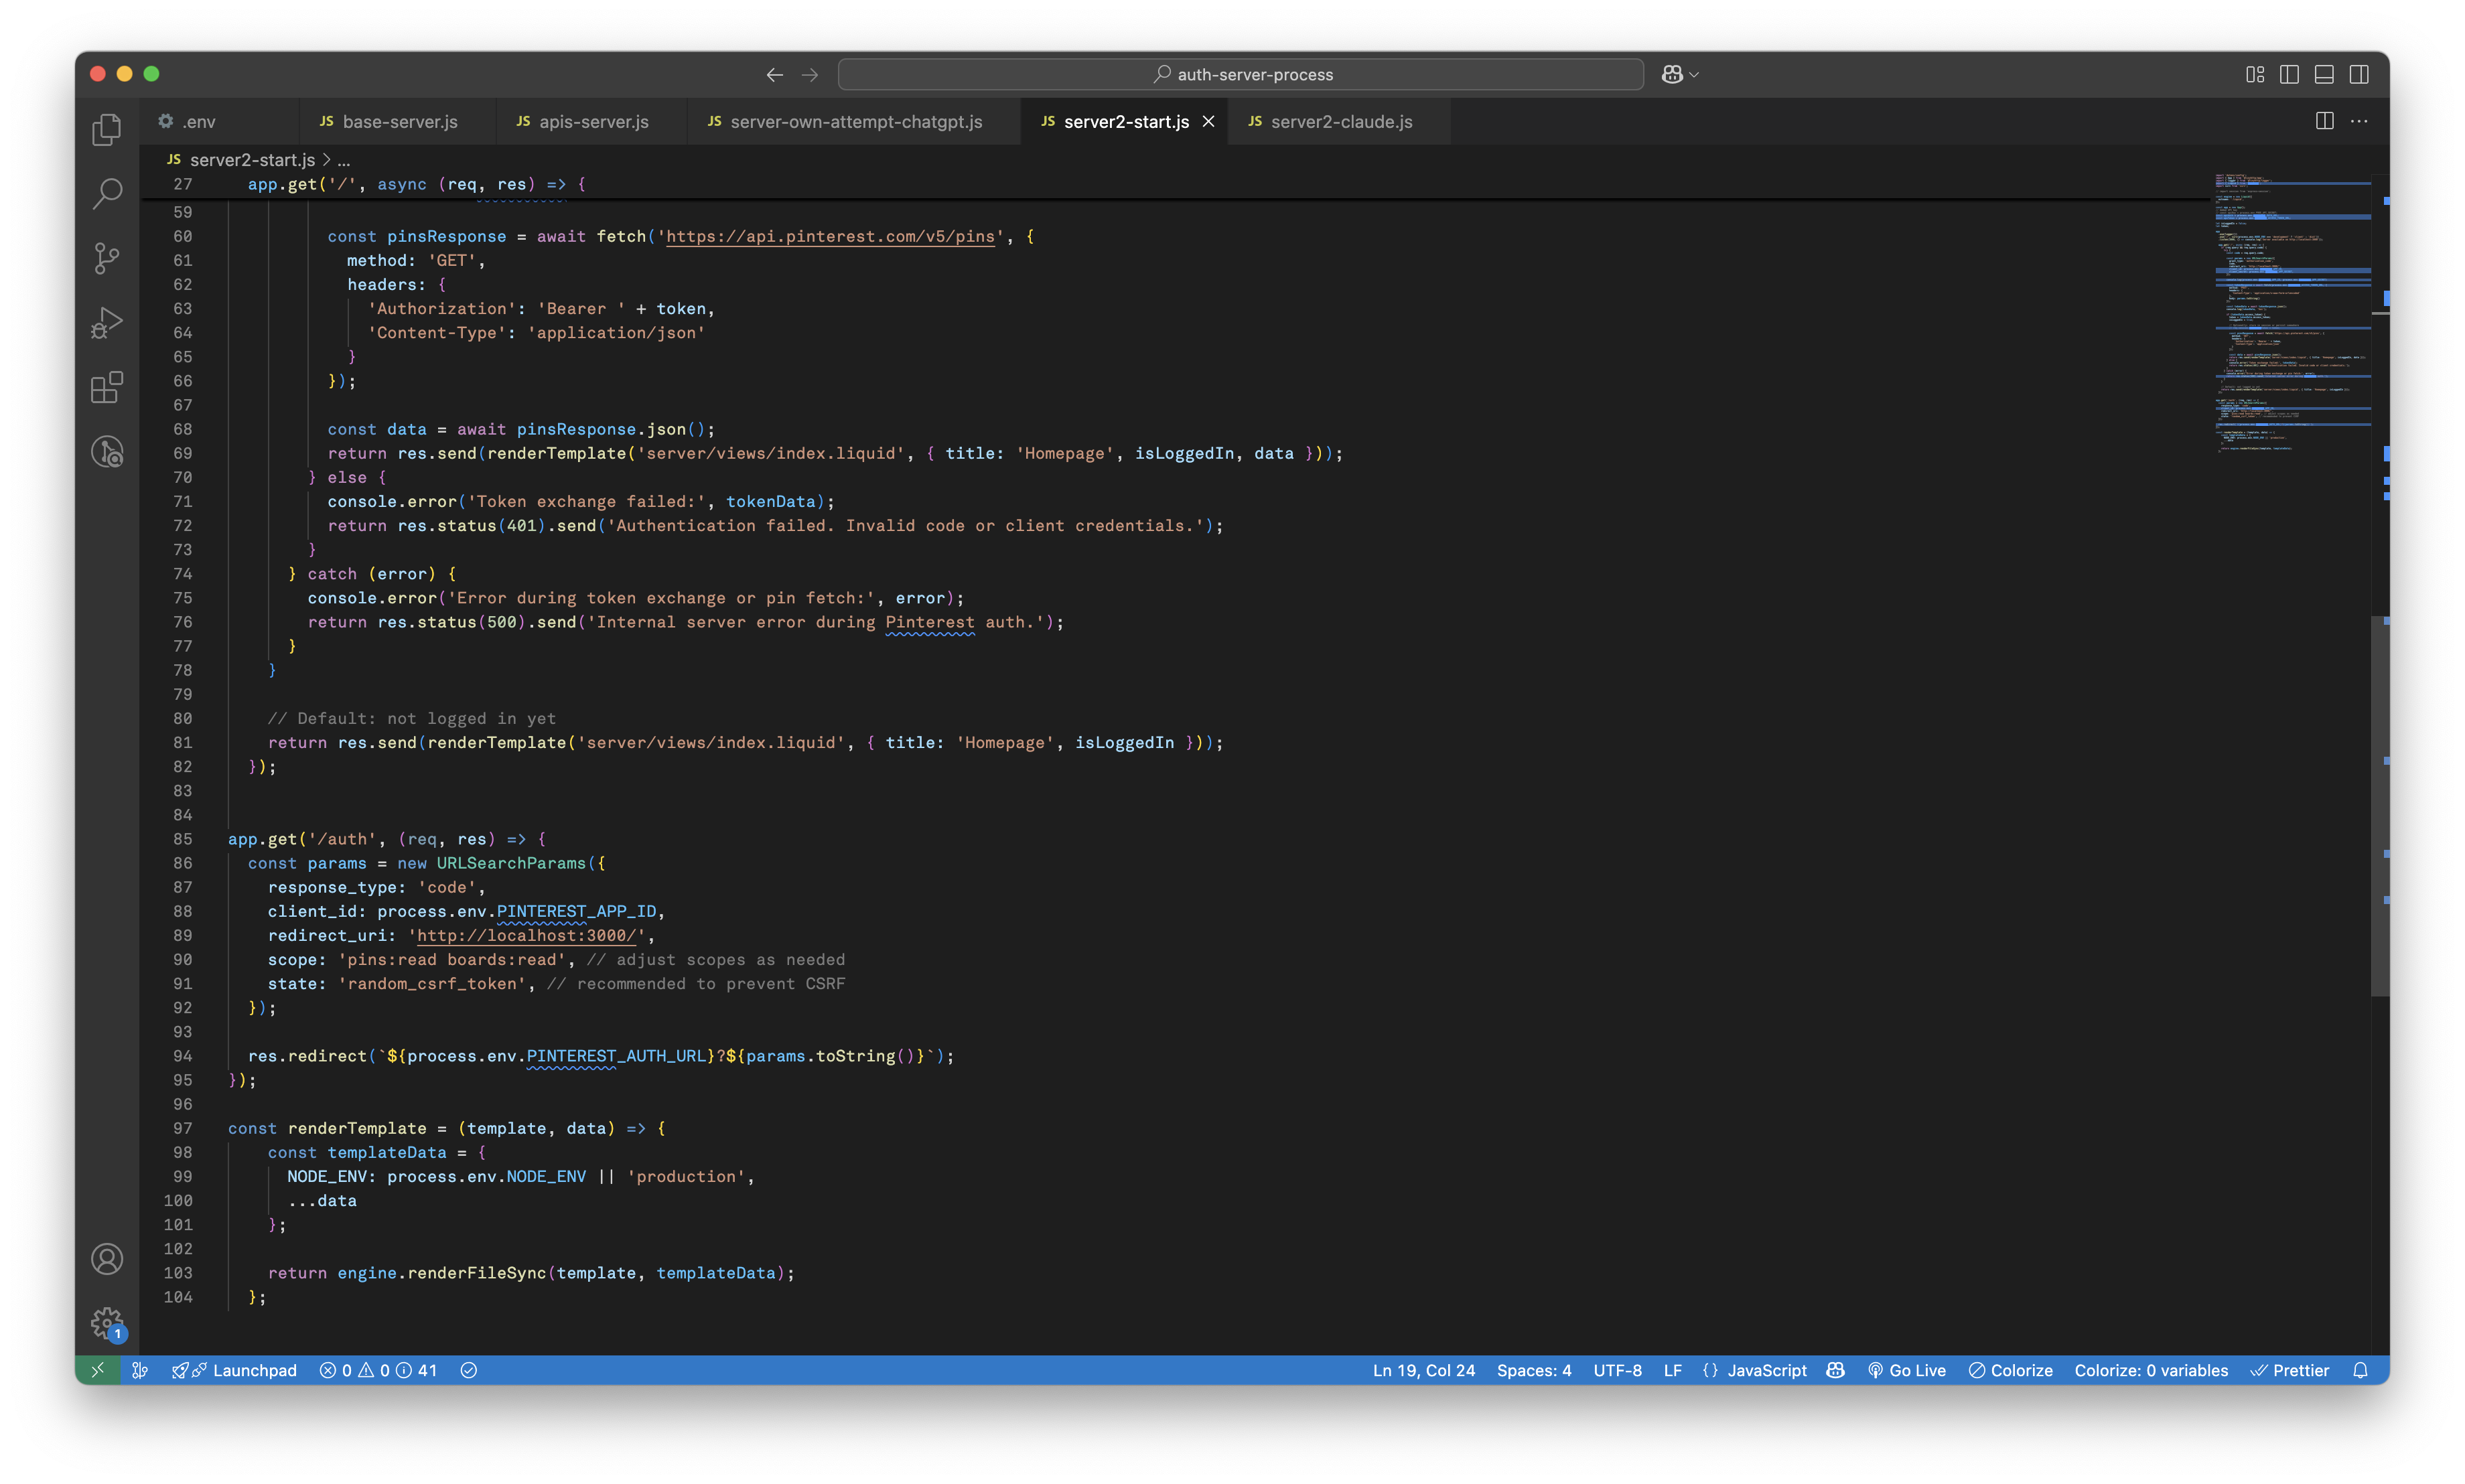 auth-server-process
.env
JS base-server.js
JS apis-server.js
JS server-own-attempt-chatgpt.js
JS server2-start.js
JS server2-claude.js
JS server2-start.js > ...
27 app.get('/', async (req, res) => {
59
60 const pinsResponse = await fetch('https://api.pinterest.com/v5/pins', {
61 method: 'GET',
62 headers: {
63 'Authorization': 'Bearer ' + token,
64 'Content-Type': 'application/json'
65 }
66 });
67
68 const data = await pinsResponse.json();
69 return res.send(renderTemplate('server/views/index.liquid', { title: 'Homepage', isLoggedIn, data }));
70 } else {
71 console.error('Token exchange failed:', tokenData);
72 return res.status(401).send('Authentication failed. Invalid code or client credentials.');
73 }
74 } catch (error) {
75 console.error('Error during token exchange or pin fetch:', error);
76 return res.status(500).send('Internal server error during Pinterest auth.');
77 }
78 }
79
80 // Default: not logged in yet
81 return res.send(renderTemplate('server/views/index.liquid', { title: 'Homepage', isLoggedIn }));
82 });
83
84
85 app.get('/auth', (req, res) => {
86 const params = new URLSearchParams({
87 response_type: 'code',
88 client_id: process.env.PINTEREST_APP_ID,
89 redirect_uri: 'http://localhost:3000/',
90 scope: 'pins:read boards:read', // adjust scopes as needed
91 state: 'random_csrf_token', // recommended to prevent CSRF
92 });
93
94 res.redirect(`${process.env.PINTEREST_AUTH_URL}?${params.toString()}`);
95 });
96
97 const renderTemplate = (template, data) => {
98 const templateData = {
99 NODE_ENV: process.env.NODE_ENV || 'production',
100 ...data
101 };
102
103 return engine.renderFileSync(template, templateData);
104 };
1
Launchpad 0 0 41 Ln 19, Col 24 Spaces: 4 UTF-8 LF {} JavaScript Go Live Colorize Colorize: 0 variables Prettier